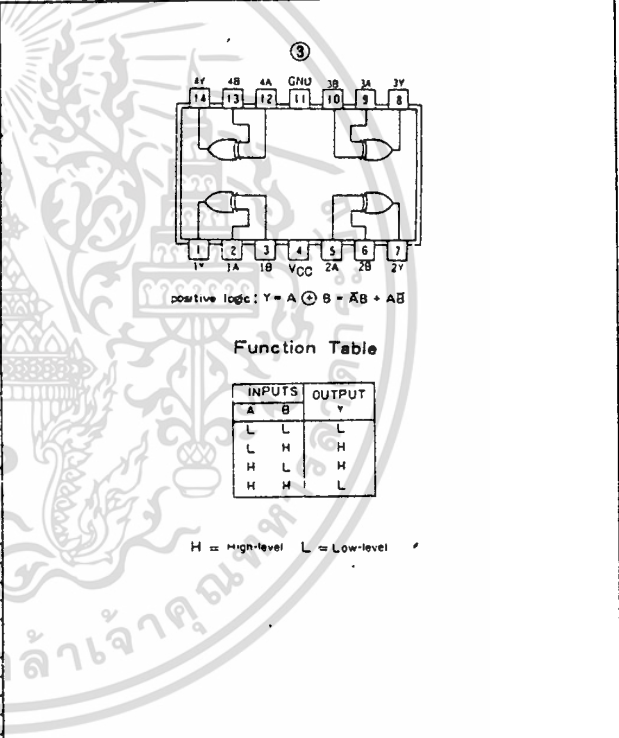 3
4Y 4B 4A GND 3B 3A 3Y
14 13 12 11 10 9 8
1 2 3 4 5 6 7
1Y 1A 1B VCC 2A 2B 2Y
positive logic: Y = A ⊕ B = A̅B + AB̅
Function Table
INPUTS OUTPUT
A B Y
L L L
L H H
H L H
H H L
H = High-level L = Low-level